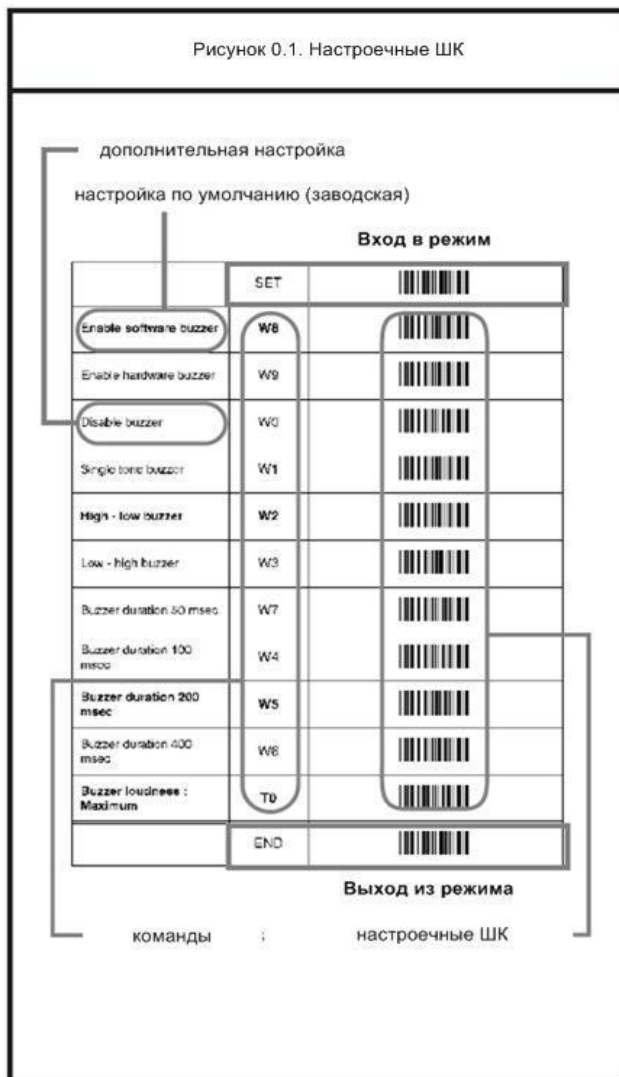 Рисунок 0.1. Настроечные ШК
дополнительная настройка
настройка по умолчанию (заводская)
Вход в режим
SET
Enable software buzzer W8
Enable hardware buzzer W9
Disable buzzer W0
Single tone buzzer W1
High - low buzzer W2
Low - high buzzer W3
Buzzer duration 50 msec W7
Buzzer duration 100
msec W4
Buzzer duration 200
msec W5
Buzzer duration 400
msec W6
Buzzer loudness :
Maximum T0
END
Выход из режима
команды ; настроечные ШК